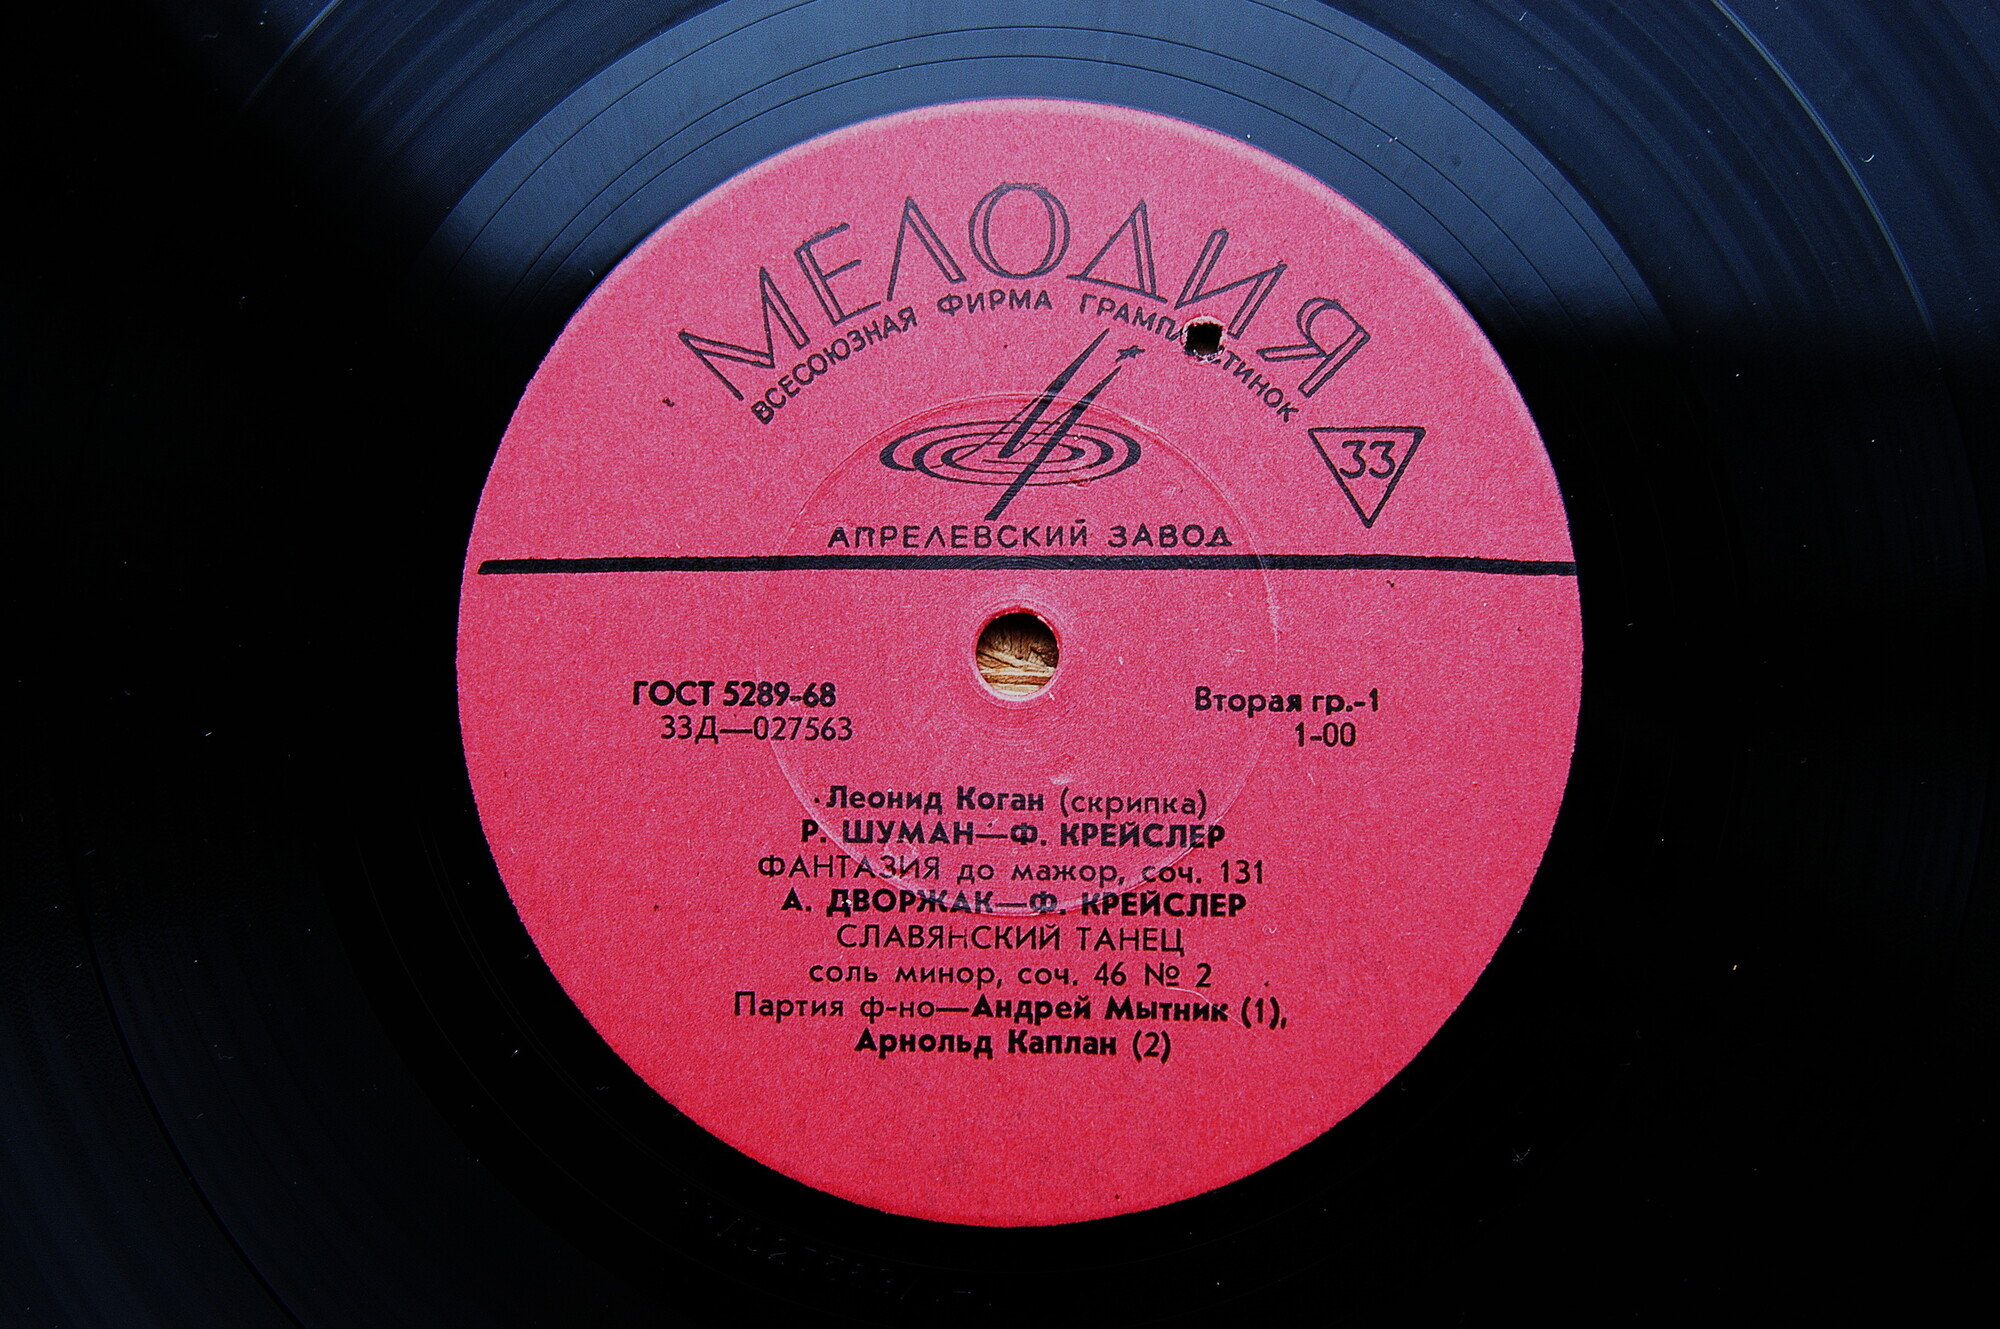 МЕЛОДИЯ
ВСЕСОЮЗНАЯ ФИРМА
33
АПРЕЛЕВСКИЙ ЗАВОД
ГОСТ 5289-68
33Д—027563
Вторая гр.-1
1-00
Леонид Коган (скрипка)
Р. ШУМАН—Ф. КРЕЙСЛЕР
ФАНТАЗИЯ до мажор, соч. 131
А. ДВОРЖАК—Ф. КРЕЙСЛЕР
СЛАВЯНСКИЙ ТАНЕЦ
соль минор, соч. 46 № 2
Партия ф-но—Андрей Мытник (1),
Арнольд Каплан (2)